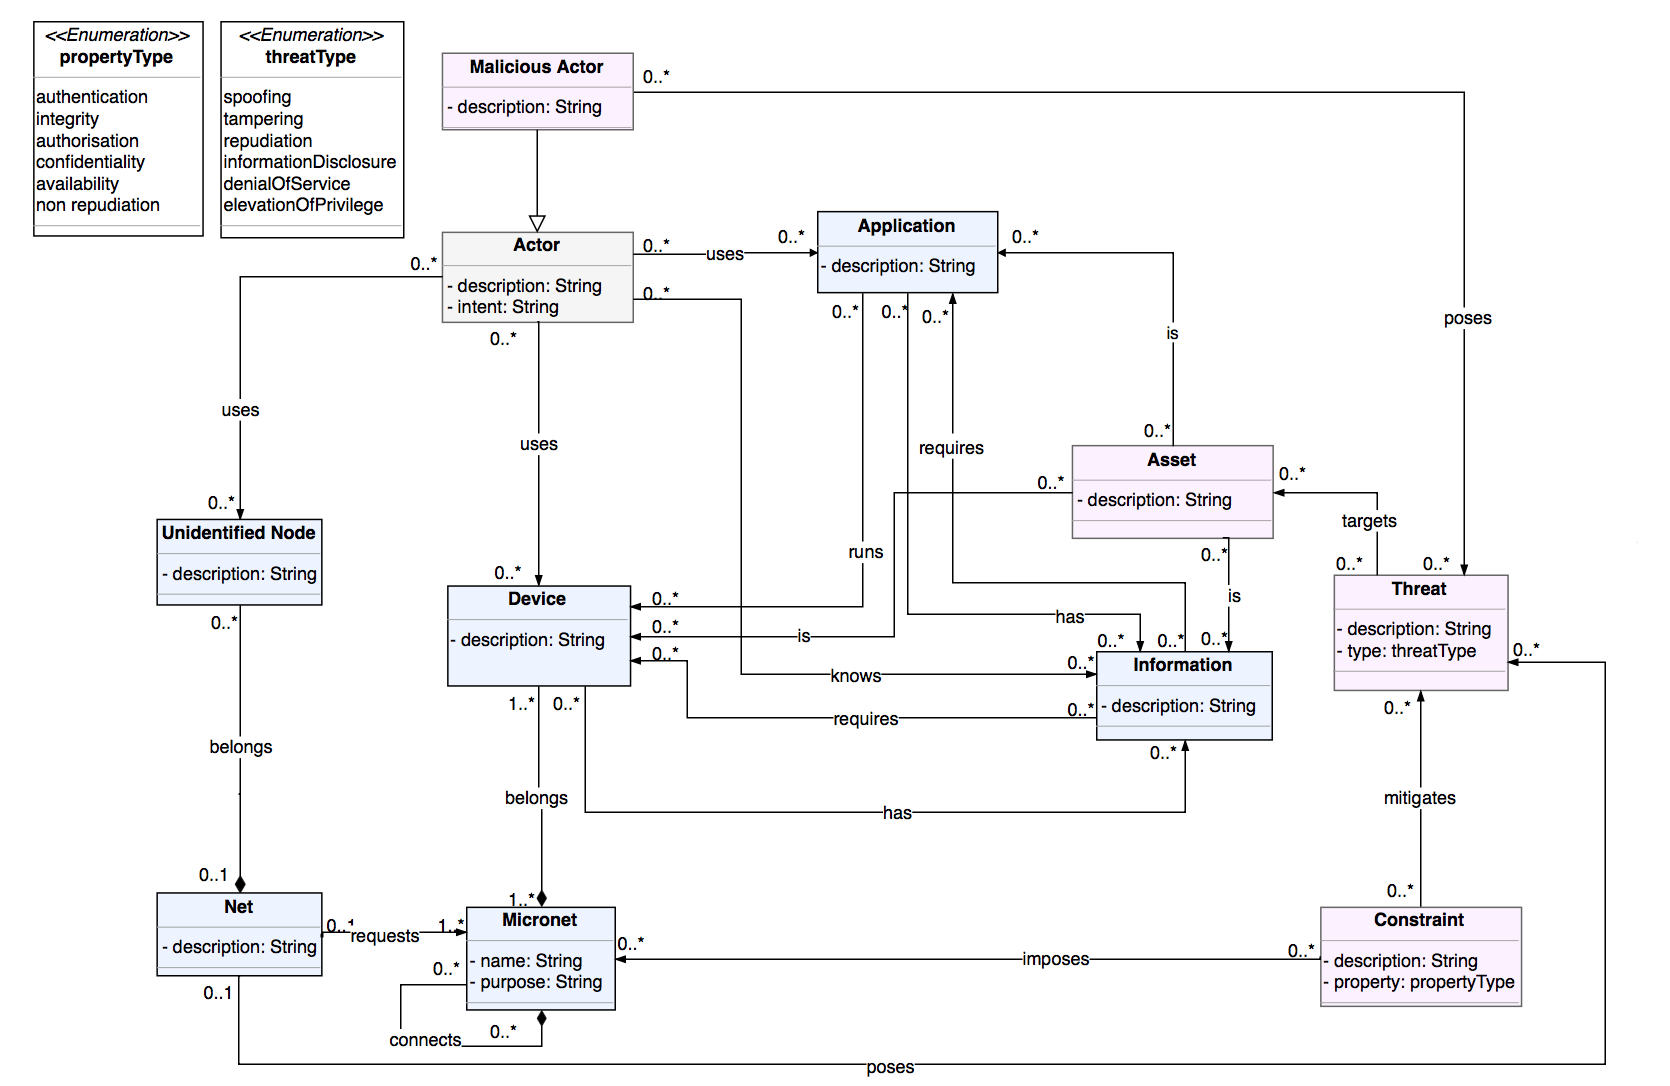 <<Enumeration>>
propertyType
authentication
integrity
authorisation
confidentiality
availability
non repudiation
<<Enumeration>>
threatType
spoofing
tampering
repudiation
informationDisclosure
denialOfService
elevationOfPrivilege
Malicious Actor
- description: String
0..*
Actor
- description: String
- intent: String
0..*
0..*
uses
0..*
0..*
0..*
Application
- description: String
0..*
0..*
0..*
0..*
is
poses
uses
uses
requires
0..*
Asset
- description: String
0..*
0..*
0..*
targets
0..*
0..*
0..*
Unidentified Node
- description: String
0..*
runs
is
0..*
Device
- description: String
0..*
0..*
0..*
is
has
0..*
0..*
0..*
0..*
Information
- description: String
0..*
knows
requires
0..*
Threat
- description: String
- type: threatType
0..*
0..*
1..*
0..*
belongs
belongs
has
mitigates
0..1
Net
- description: String
0..1
0..1
requests
1..*
1..*
Micronet
- name: String
- purpose: String
0..*
0..*
0..*
connects
imposes
0..*
0..*
Constraint
- description: String
- property: propertyType
poses